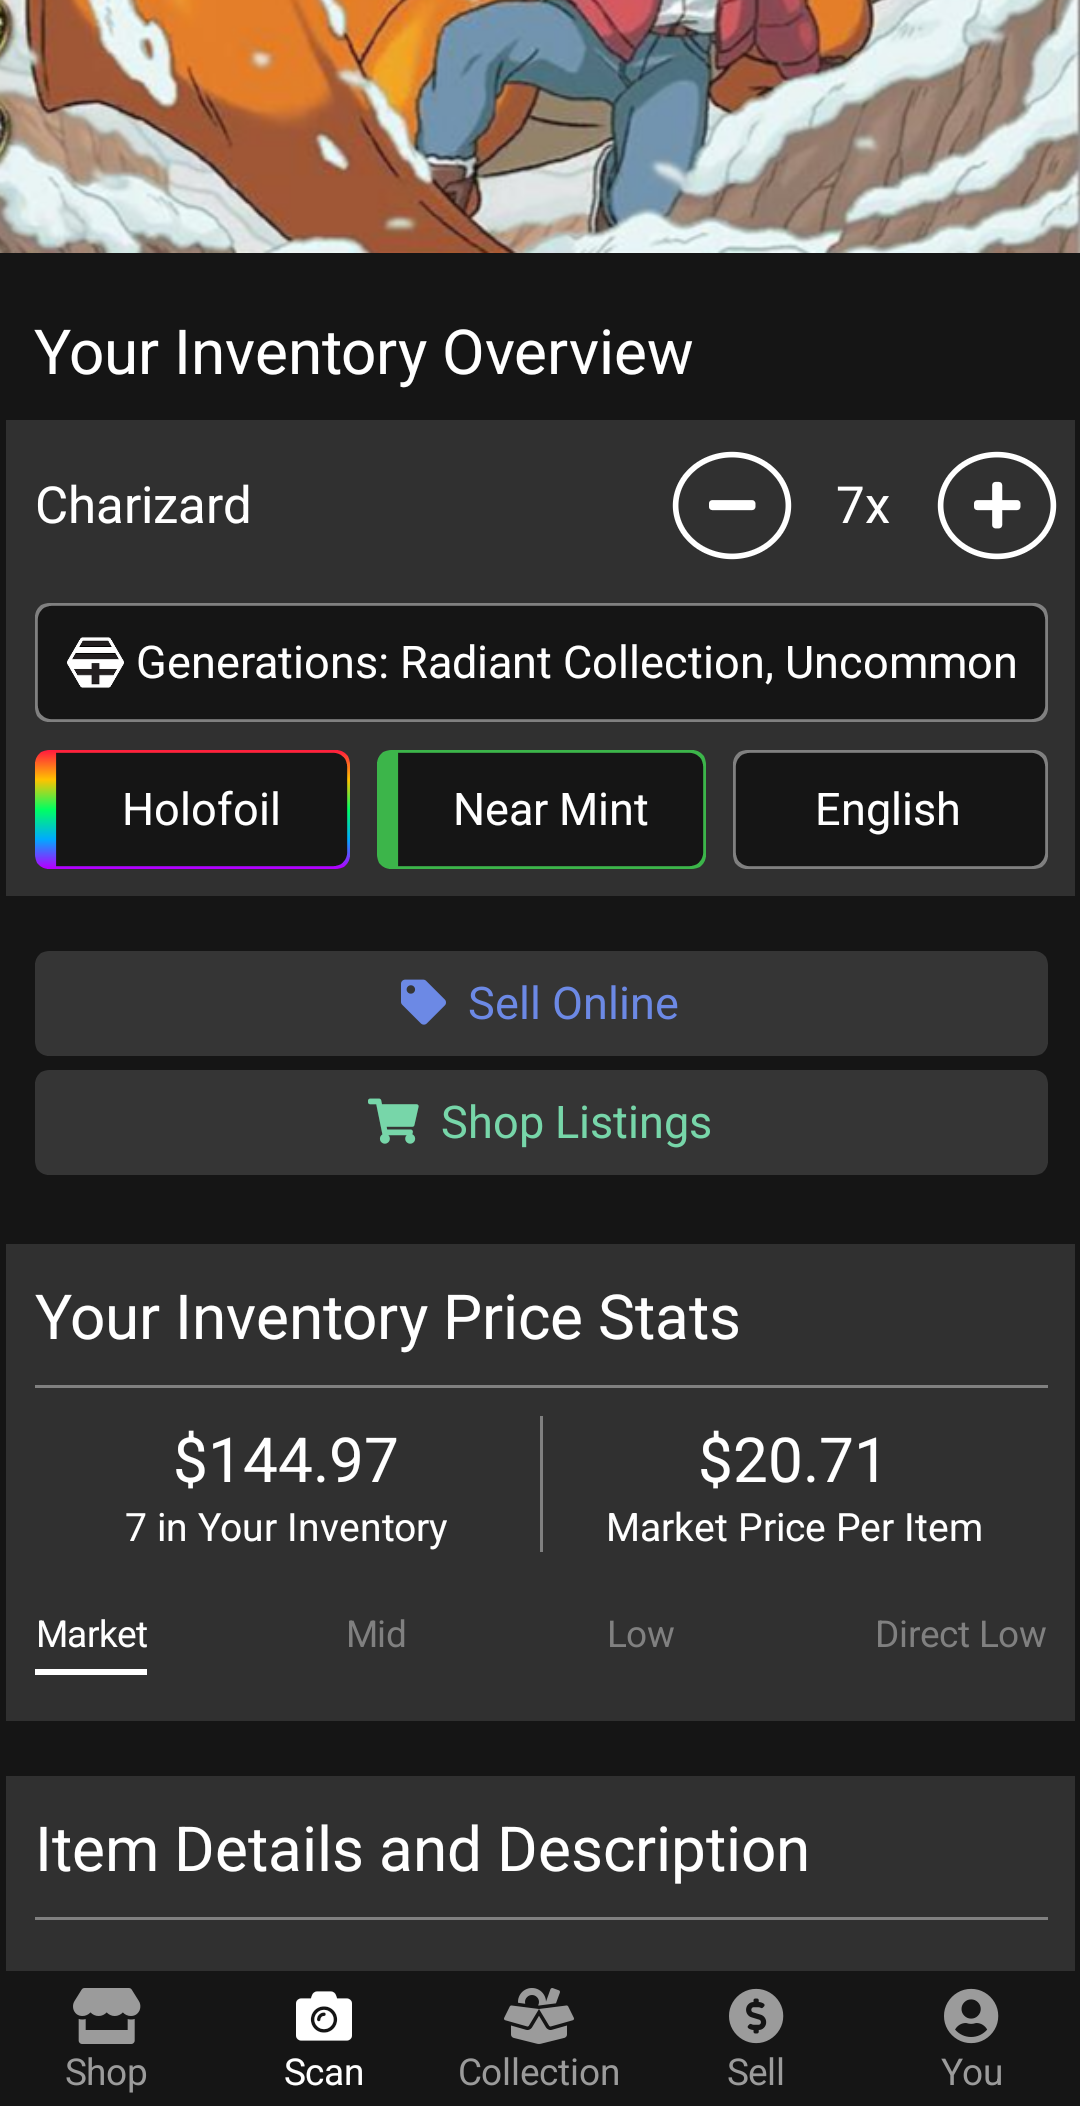 Your Inventory Overview
Charizard
7x
Generations: Radiant Collection, Uncommon
Holofoil
Near Mint
English
Sell Online
Shop Listings
Your Inventory Price Stats
$144.97
7 in Your Inventory
$20.71
Market Price Per Item
Market
Mid
Low
Direct Low
Item Details and Description
Shop
Scan
Collection
Sell
You